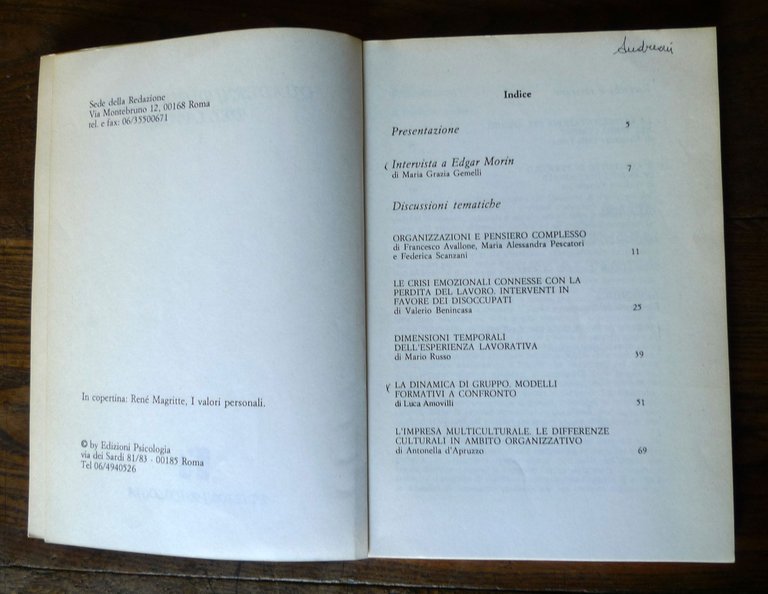 Sede della Redazione
Via Montebruno 12, 00168 Roma
tel. e fax: 06/35500671
In copertina: René Magritte, I valori personali.
© by Edizioni Psicologia
via dei Sardi 81/83 - 00185 Roma
Tel 06/4940526
Indice
Presentazione 5
Intervista a Edgar Morin
di Maria Grazia Gemelli 7
Discussioni tematiche
ORGANIZZAZIONI E PENSIERO COMPLESSO
di Francesco Avallone, Maria Alessandra Pescatori
e Federica Scanzani 11
LE CRISI EMOZIONALI CONNESSE CON LA
PERDITA DEL LAVORO. INTERVENTI IN
FAVORE DEI DISOCCUPATI
di Valerio Benincasa 25
DIMENSIONI TEMPORALI
DELL'ESPERIENZA LAVORATIVA
di Mario Russo 39
LA DINAMICA DI GRUPPO. MODELLI
FORMATIVI A CONFRONTO
di Luca Amovilli 51
L'IMPRESA MULTICULTURALE. LE DIFFERENZE
CULTURALI IN AMBITO ORGANIZZATIVO
di Antonella d'Apruzzo 69